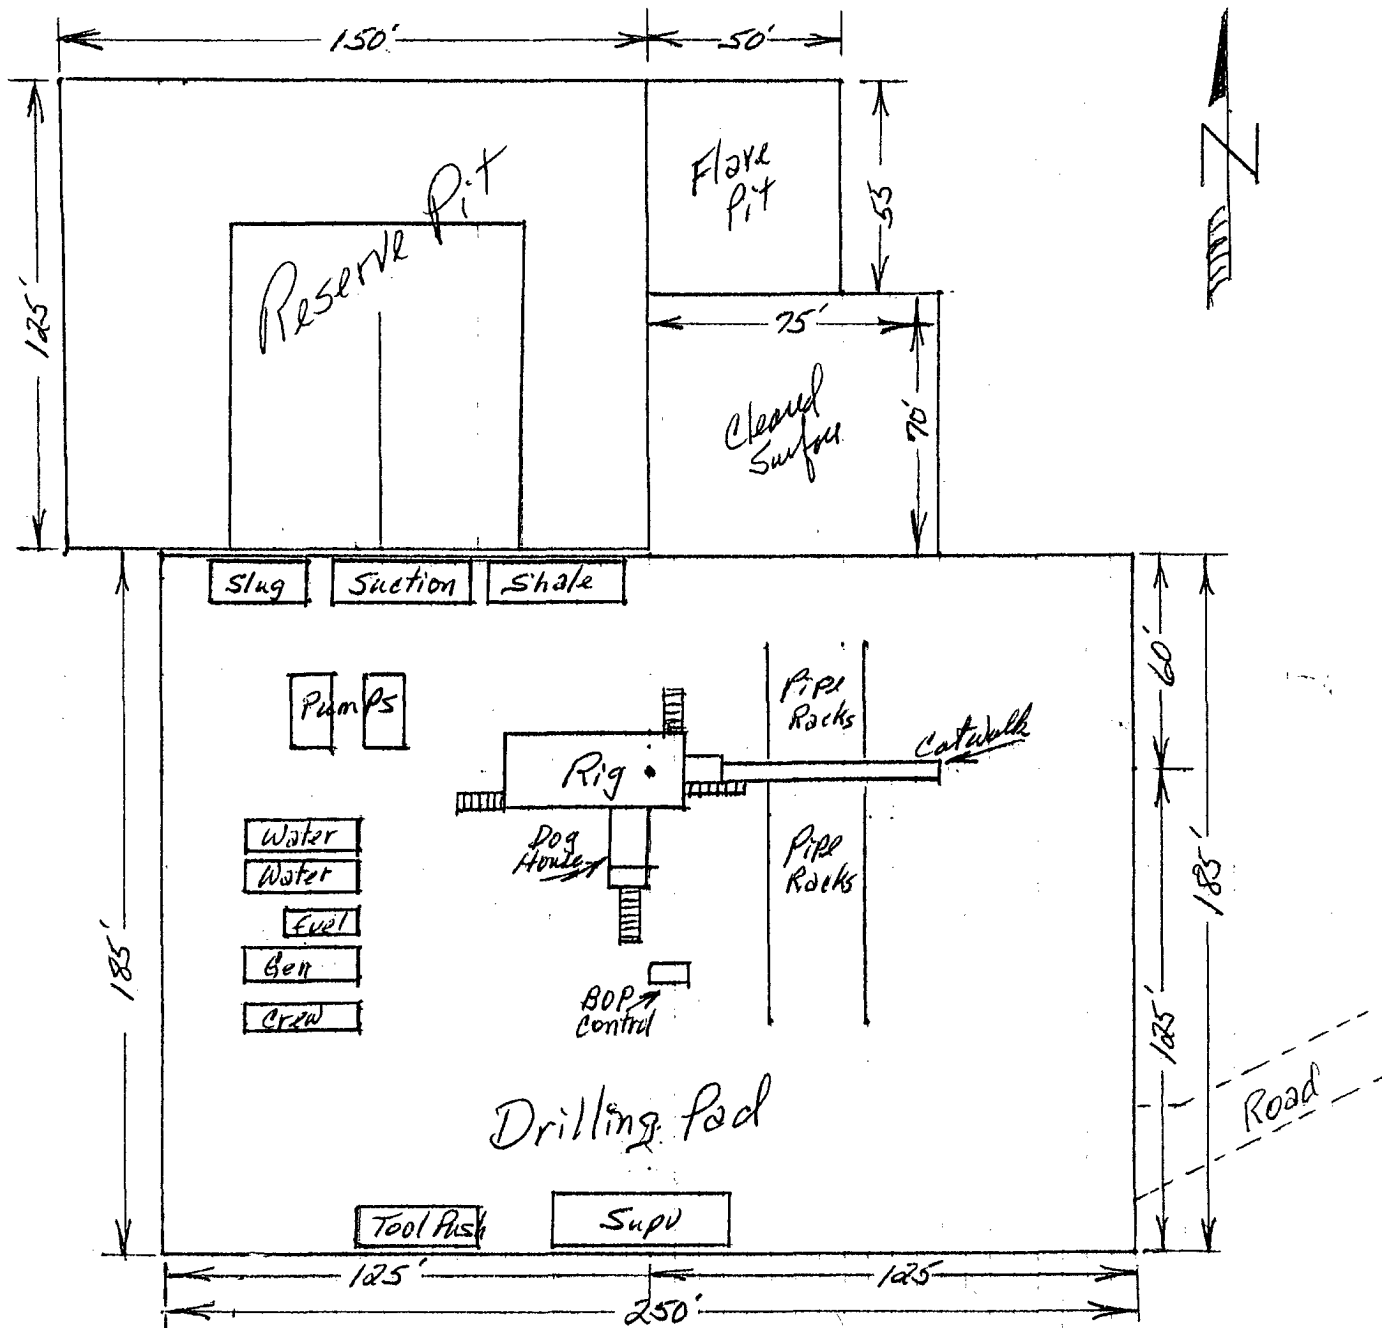 150'
50'
N
Flare
Pit
55'
125'
Reserve Pit
75'
Cleared
Surface
70'
Slug
Suction
Shale
60'
Pumps
Pipe
Racks
Catwalk
Rig
Water
Dog
House
Pipe
Racks
Water
185'
Fuel
185'
Gen
BOP
Control
Crew
125'
Road
Drilling Pad
Tool Push
Supv
125'
125
250'